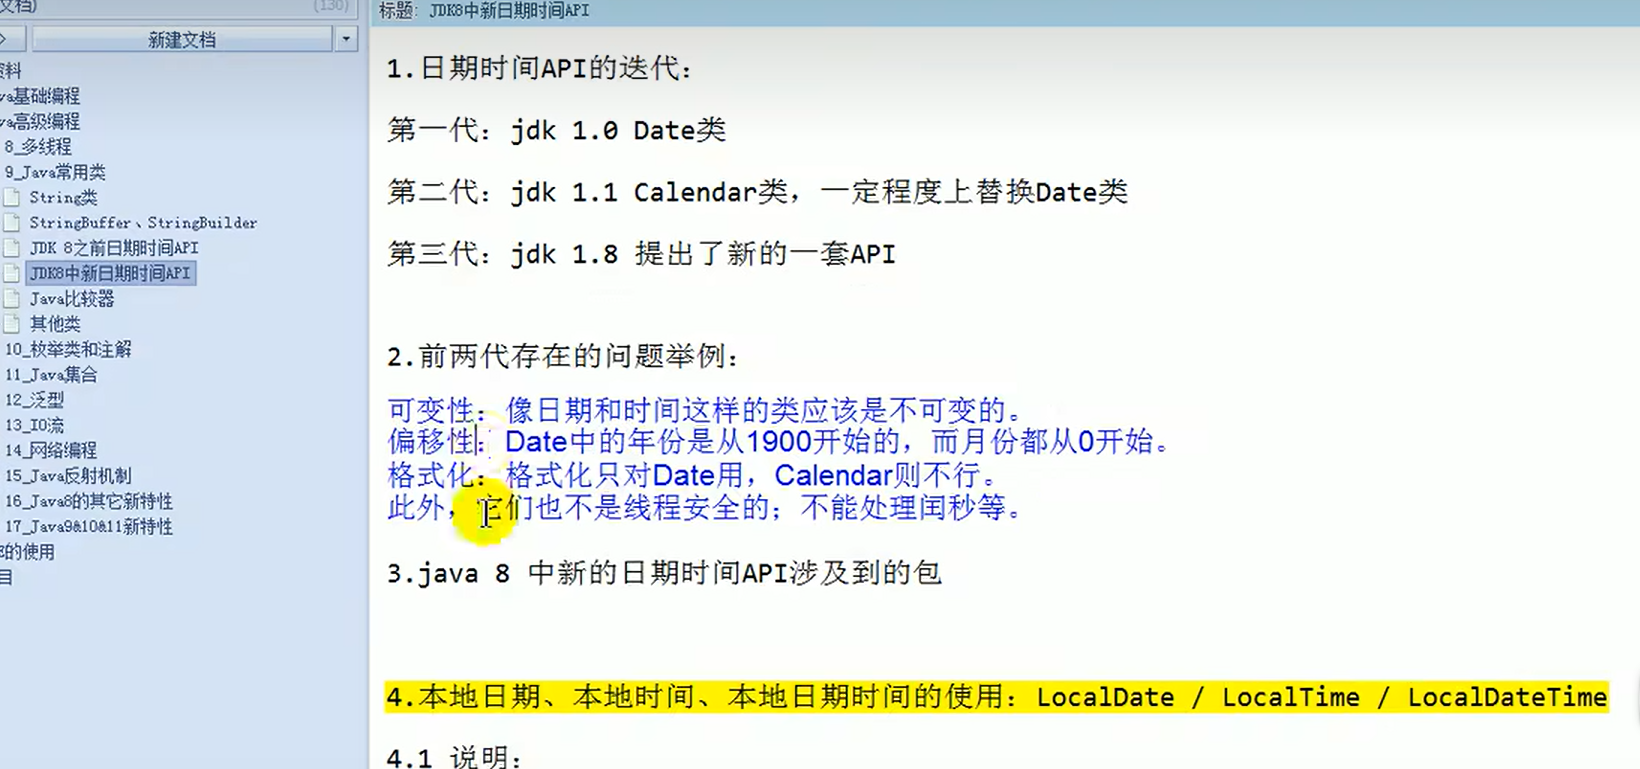 文档)
(130)
新建文档
资料
va基础编程
va高级编程
8_多线程
9_Java常用类
String类
StringBuffer、StringBuilder
JDK 8之前日期时间API
JDK8中新日期时间API
Java比较器
其他类
10_枚举类和注解
11_Java集合
12_泛型
13_IO流
14_网络编程
15_Java反射机制
16_Java8的其它新特性
17_Java9&10&11新特性
的使用
目
标题: JDK8中新日期时间API
1.日期时间API的迭代：
第一代：jdk 1.0 Date类
第二代：jdk 1.1 Calendar类，一定程度上替换Date类
第三代：jdk 1.8 提出了新的一套API
2.前两代存在的问题举例：
可变性：像日期和时间这样的类应该是不可变的。
偏移性：Date中的年份是从1900开始的，而月份都从0开始。
格式化：格式化只对Date用，Calendar则不行。
此外，它们也不是线程安全的；不能处理闰秒等。
3.java 8 中新的日期时间API涉及到的包
4.本地日期、本地时间、本地日期时间的使用：LocalDate / LocalTime / LocalDateTime
4.1 说明：